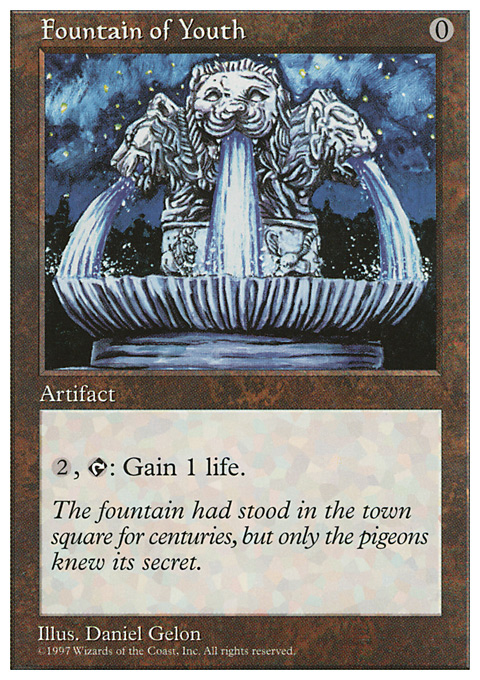 Fountain of Youth 0
Artifact
2, : Gain 1 life.
The fountain had stood in the town
square for centuries, but only the pigeons
knew its secret.
Illus. Daniel Gelon
©1997 Wizards of the Coast, Inc. All rights reserved.